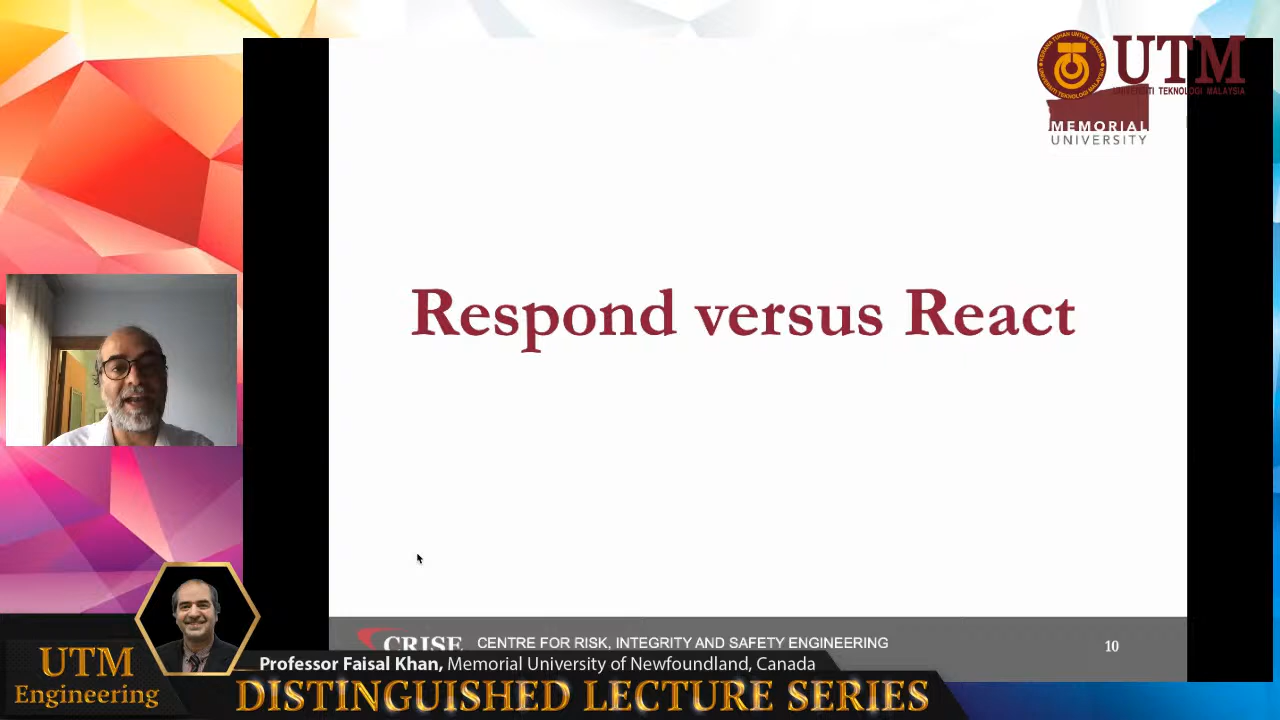 UTM
UNIVERSITI TEKNOLOGI MALAYSIA
MEMORIAL
UNIVERSITY
Respond versus React
CRISE
CENTRE FOR RISK, INTEGRITY AND SAFETY ENGINEERING
10
Professor Faisal Khan, Memorial University of Newfoundland, Canada
UTM
Engineering
DISTINGUISHED LECTURE SERIES